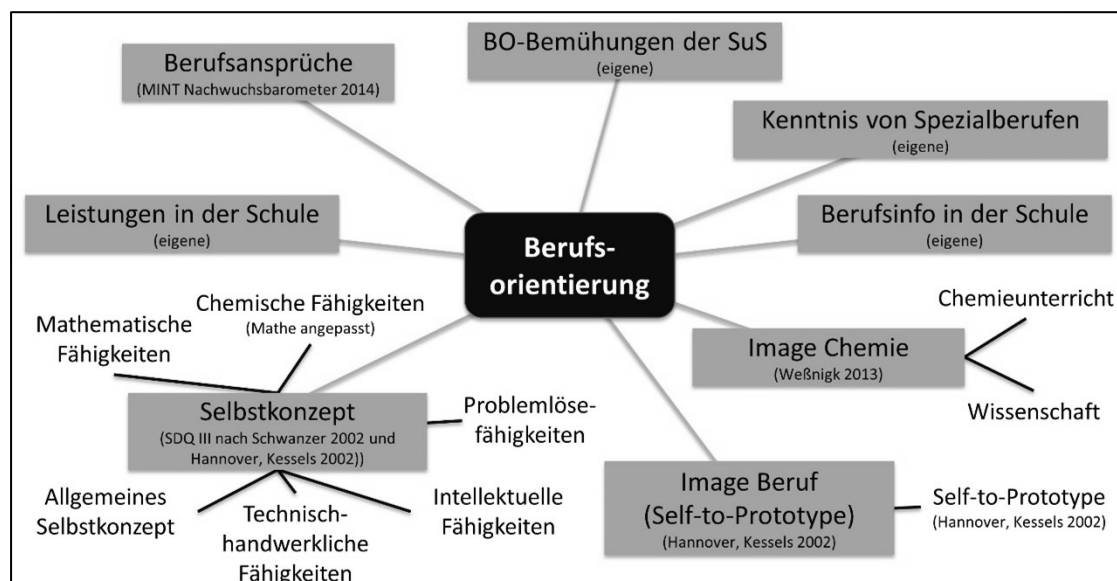 BO-Bemühungen der SuS
(eigene)
Berufsansprüche
(MINT Nachwuchsbarometer 2014)
Kenntnis von Spezialberufen
(eigene)
Leistungen in der Schule
(eigene)
Berufsinfo in der Schule
(eigene)
Berufs-
orientierung
Chemische Fähigkeiten
(Mathe angepasst)
Mathematische
Fähigkeiten
Selbstkonzept
(SDQ III nach Schwanzer 2002 und
Hannover, Kessels 2002))
Problemlöse-
fähigkeiten
Allgemeines
Selbstkonzept
Technisch-
handwerkliche
Fähigkeiten
Intellektuelle
Fähigkeiten
Image Chemie
(Weßnigk 2013)
Chemieunterricht
Wissenschaft
Image Beruf
(Self-to-Prototype)
(Hannover, Kessels 2002)
Self-to-Prototype
(Hannover, Kessels 2002)